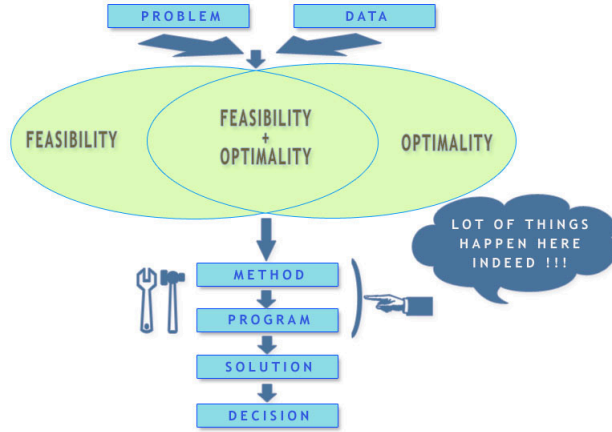 PROBLEM
DATA
FEASIBILITY
FEASIBILITY
+
OPTIMALITY
OPTIMALITY
LOT OF THINGS
HAPPEN HERE
INDEED !!!
METHOD
PROGRAM
SOLUTION
DECISION